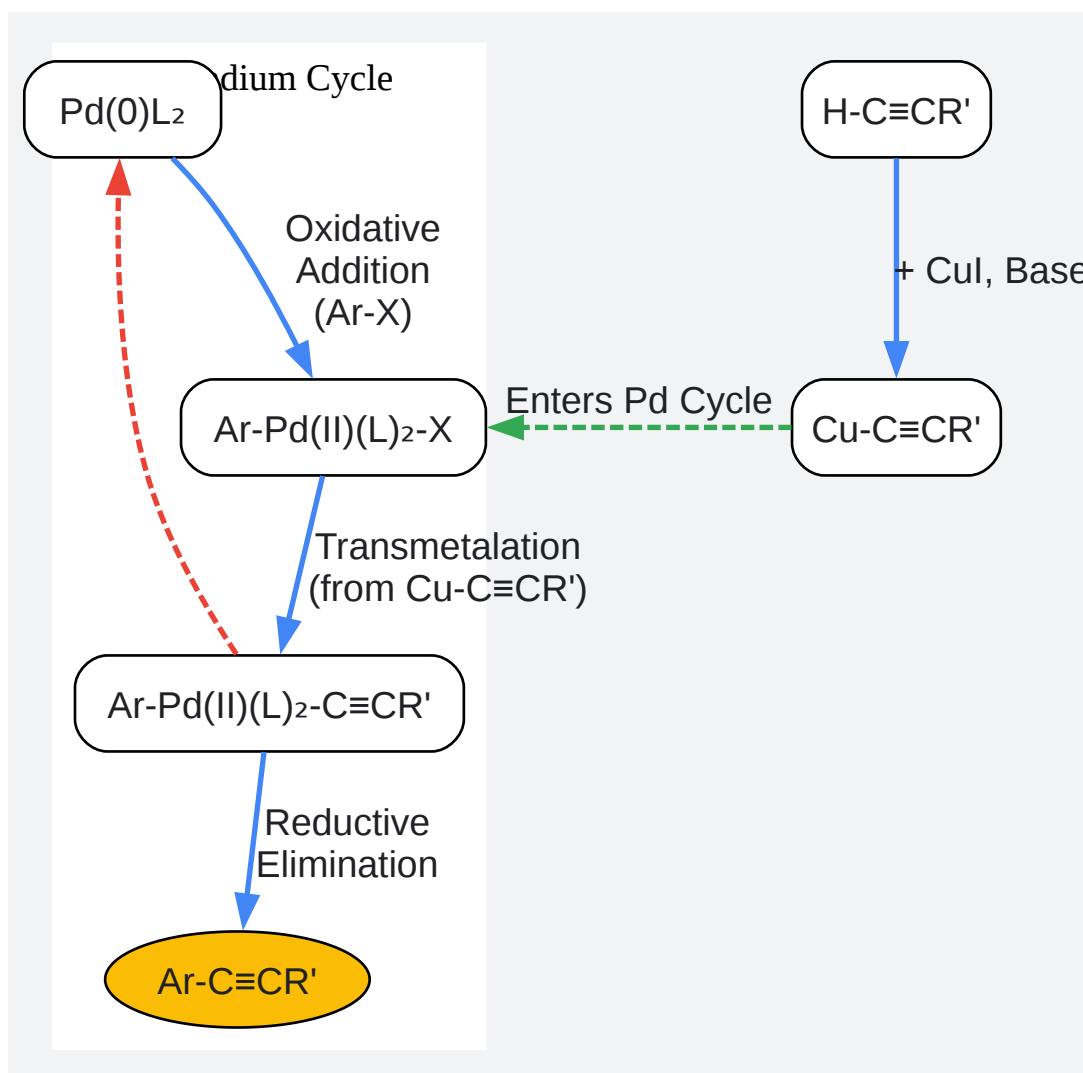 dium Cycle
Pd(0)L₂
H-C≡CR'
Oxidative
Addition
(Ar-X)
+ CuI, Base
Ar-Pd(II)(L)₂-X
Enters Pd Cycle
Cu-C≡CR'
Transmetalation
(from Cu-C≡CR')
Ar-Pd(II)(L)₂-C≡CR'
Reductive
Elimination
Ar-C≡CR'